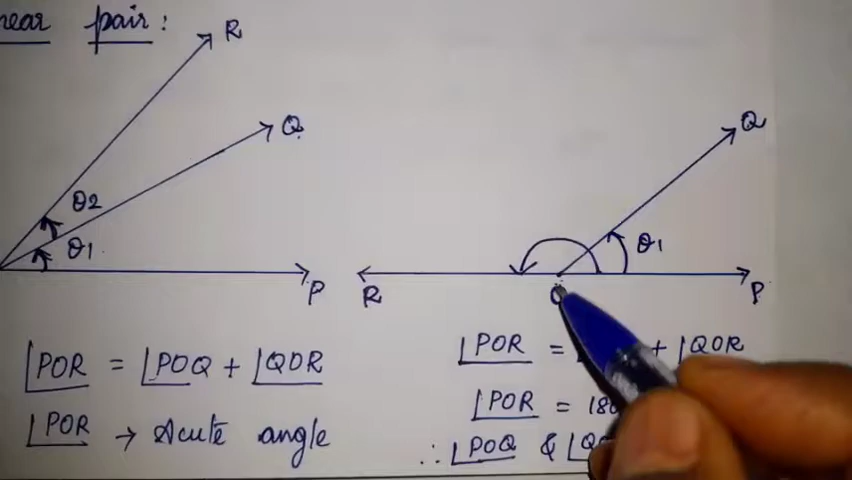 near pair :
R
Q
θ2
θ1
P
Q
θ1
R
P
∠POR = ∠POQ + ∠QOR
∠POR → Acute angle
∠POR = + ∠QOR
∠POR = 18
∴ ∠POQ &